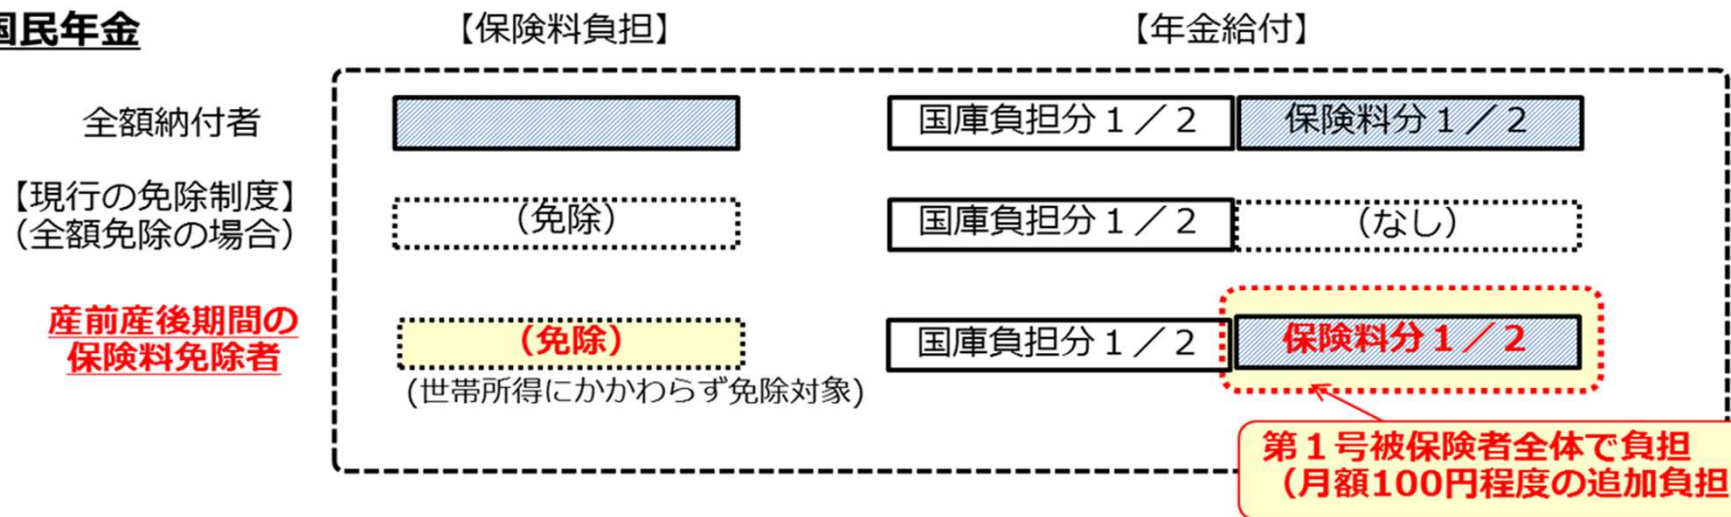 国民年金
【保険料負担】
【年金給付】
全額納付者
国庫負担分１／２
保険料分１／２
【現行の免除制度】
（全額免除の場合）
（免除）
国庫負担分１／２
（なし）
産前産後期間の
保険料免除者
（免除）
(世帯所得にかかわらず免除対象)
国庫負担分１／２
保険料分１／２
第１号被保険者全体で負担
（月額100円程度の追加負担